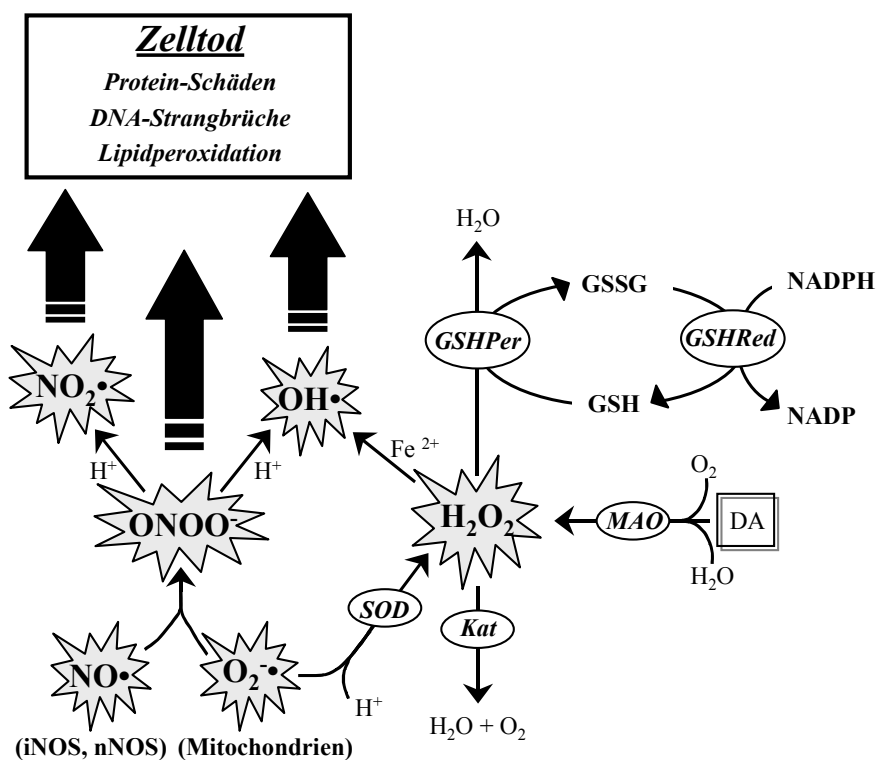 Zelltod
Protein-Schäden
DNA-Strangbrüche
Lipidperoxidation
H₂O
GSSG
NADPH
GSHPer
GSHRed
GSH
NADP
NO₂•
OH•
H⁺
H⁺
Fe ²⁺
ONOO⁻
H₂O₂
MAO
O₂
DA
H₂O
SOD
Kat
NO•
O₂⁻•
H⁺
H₂O + O₂
(iNOS, nNOS) (Mitochondrien)